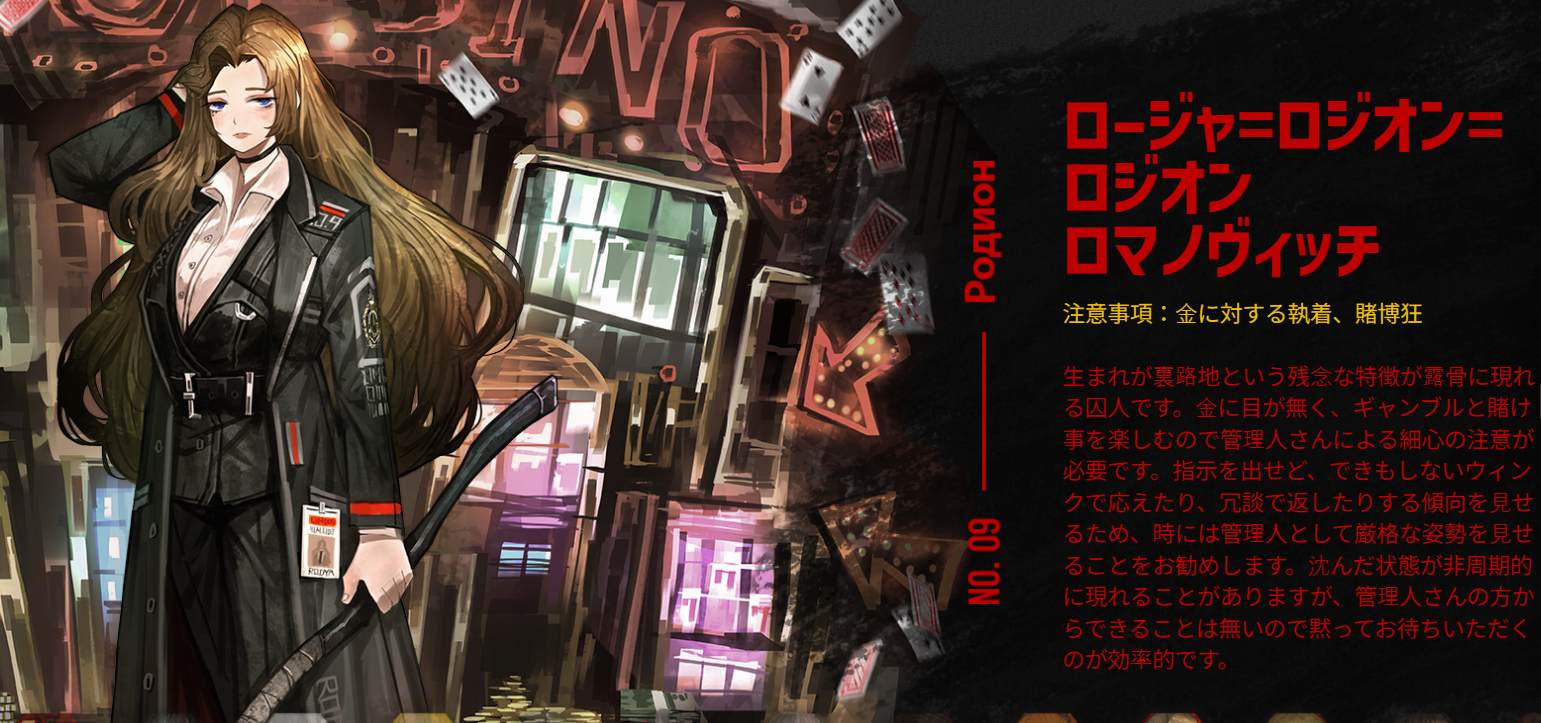 ロージャ=ロジオン=
ロジオン
ロマノヴィッチ
注意事項：金に対する執着、賭博狂
生まれが裏路地という残念な特徴が露骨に現れ
る囚人です。金に目が無く、ギャンブルと賭け
事を楽しむので管理人さんによる細心の注意が
必要です。指示を出せど、できもしないウィン
クで応えたり、冗談で返したりする傾向を見せ
るため、時には管理人として厳格な姿勢を見せ
ることをお勧めします。沈んだ状態が非周期的
に現れることがありますが、管理人さんの方か
らできることは無いので黙ってお待ちいただく
のが効率的です。
Родион
NO. 09